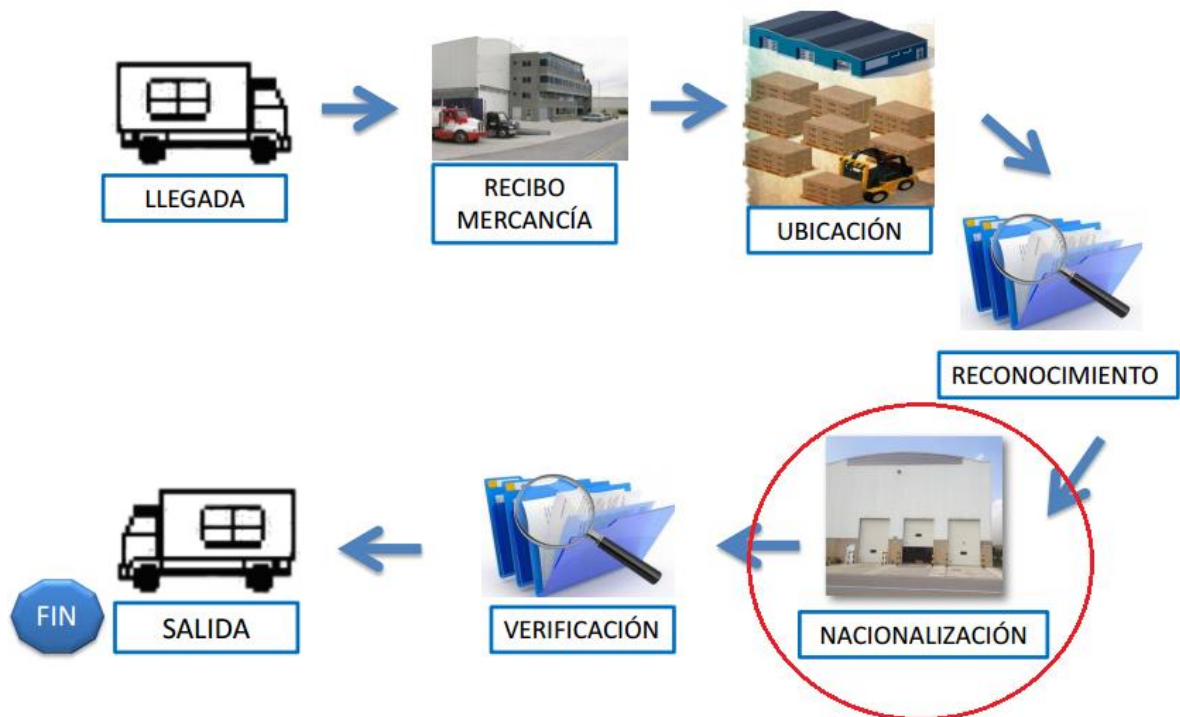 LLEGADA
RECIBO
MERCANCÍA
UBICACIÓN
RECONOCIMIENTO
NACIONALIZACIÓN
VERIFICACIÓN
SALIDA
FIN